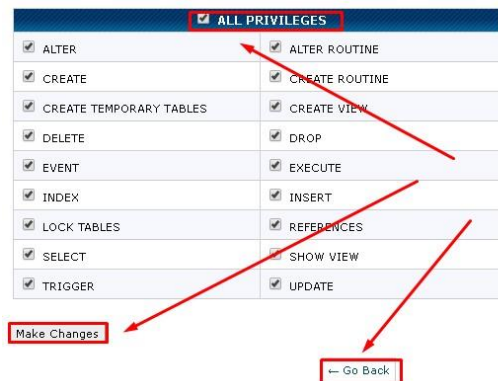 ALL PRIVILEGES
ALTER ALTER ROUTINE
CREATE CREATE ROUTINE
CREATE TEMPORARY TABLES CREATE VIEW
DELETE DROP
EVENT EXECUTE
INDEX INSERT
LOCK TABLES REFERENCES
SELECT SHOW VIEW
TRIGGER UPDATE
Make Changes
← Go Back